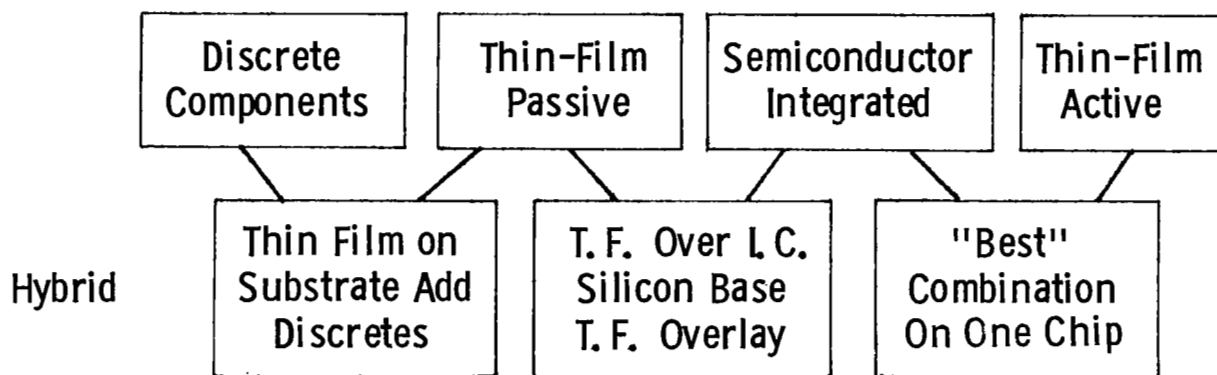 Discrete
Components
Thin-Film
Passive
Semiconductor
Integrated
Thin-Film
Active
Hybrid
Thin Film on
Substrate Add
Discretes
T. F. Over I. C.
Silicon Base
T. F. Overlay
"Best"
Combination
On One Chip